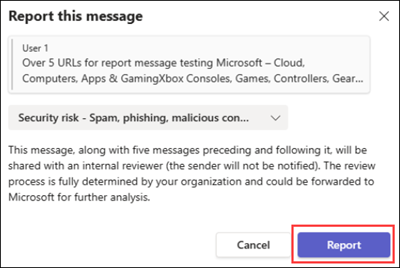 Report this message
User 1
Over 5 URLs for report message testing Microsoft – Cloud,
Computers, Apps & GamingXbox Consoles, Games, Controllers, Gear...
Security risk - Spam, phishing, malicious con...
This message, along with five messages preceding and following it, will be
shared with an internal reviewer (the sender will not be notified). The review
process is fully determined by your organization and could be forwarded to
Microsoft for further analysis.
Cancel
Report